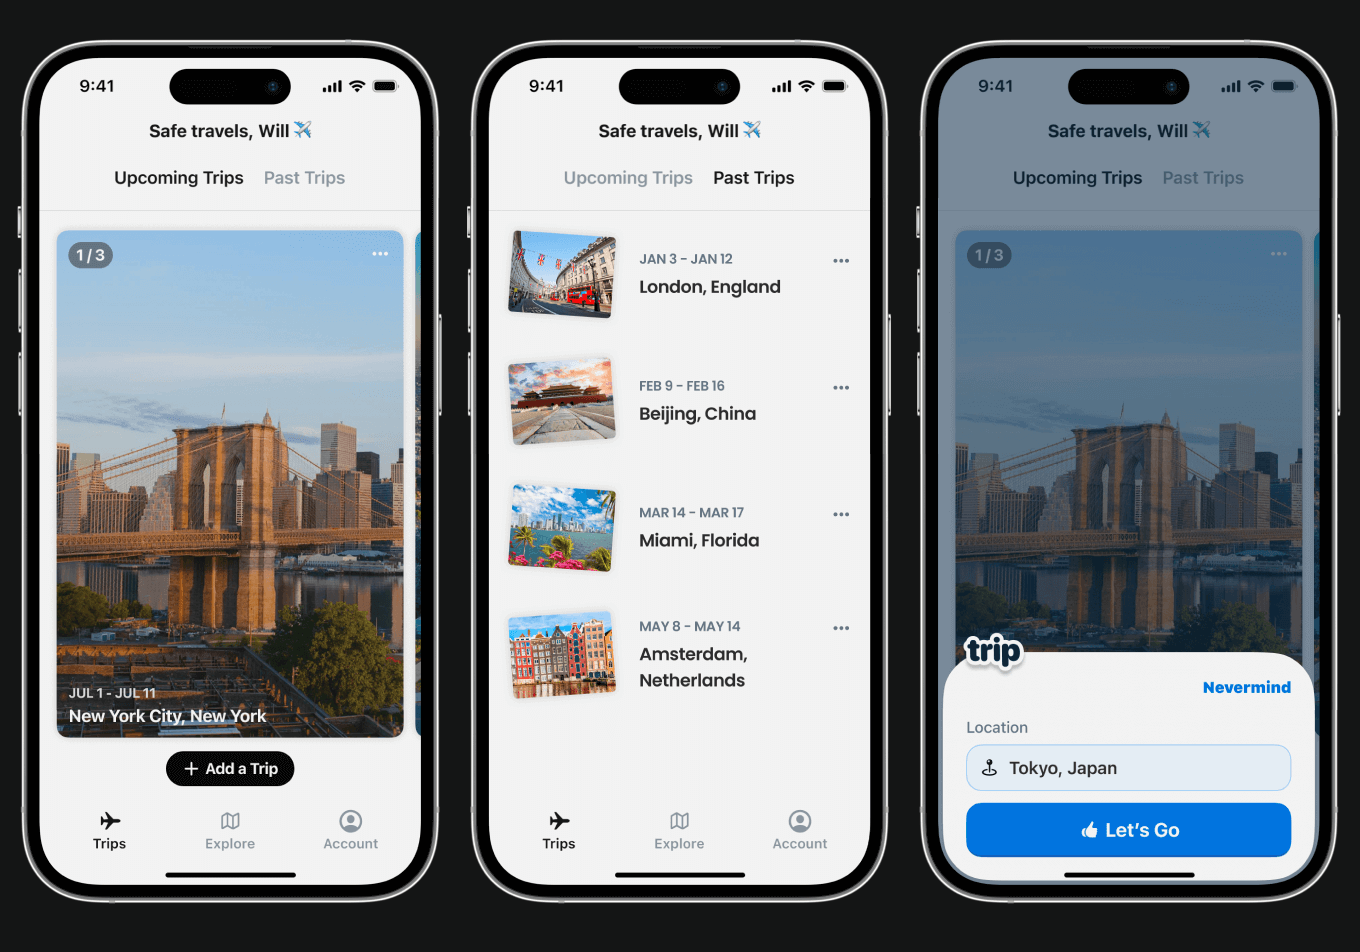 9:41
Safe travels, Will ✈️
Upcoming Trips Past Trips
1 / 3
JUL 1 - JUL 11
New York City, New York
+ Add a Trip
Trips Explore Account
9:41
Safe travels, Will ✈️
Upcoming Trips Past Trips
JAN 3 - JAN 12
London, England
FEB 9 - FEB 16
Beijing, China
MAR 14 - MAR 17
Miami, Florida
MAY 8 - MAY 14
Amsterdam,
Netherlands
Trips Explore Account
9:41
Safe travels, Will ✈️
Upcoming Trips Past Trips
1 / 3
trip
Nevermind
Location
Tokyo, Japan
Let’s Go